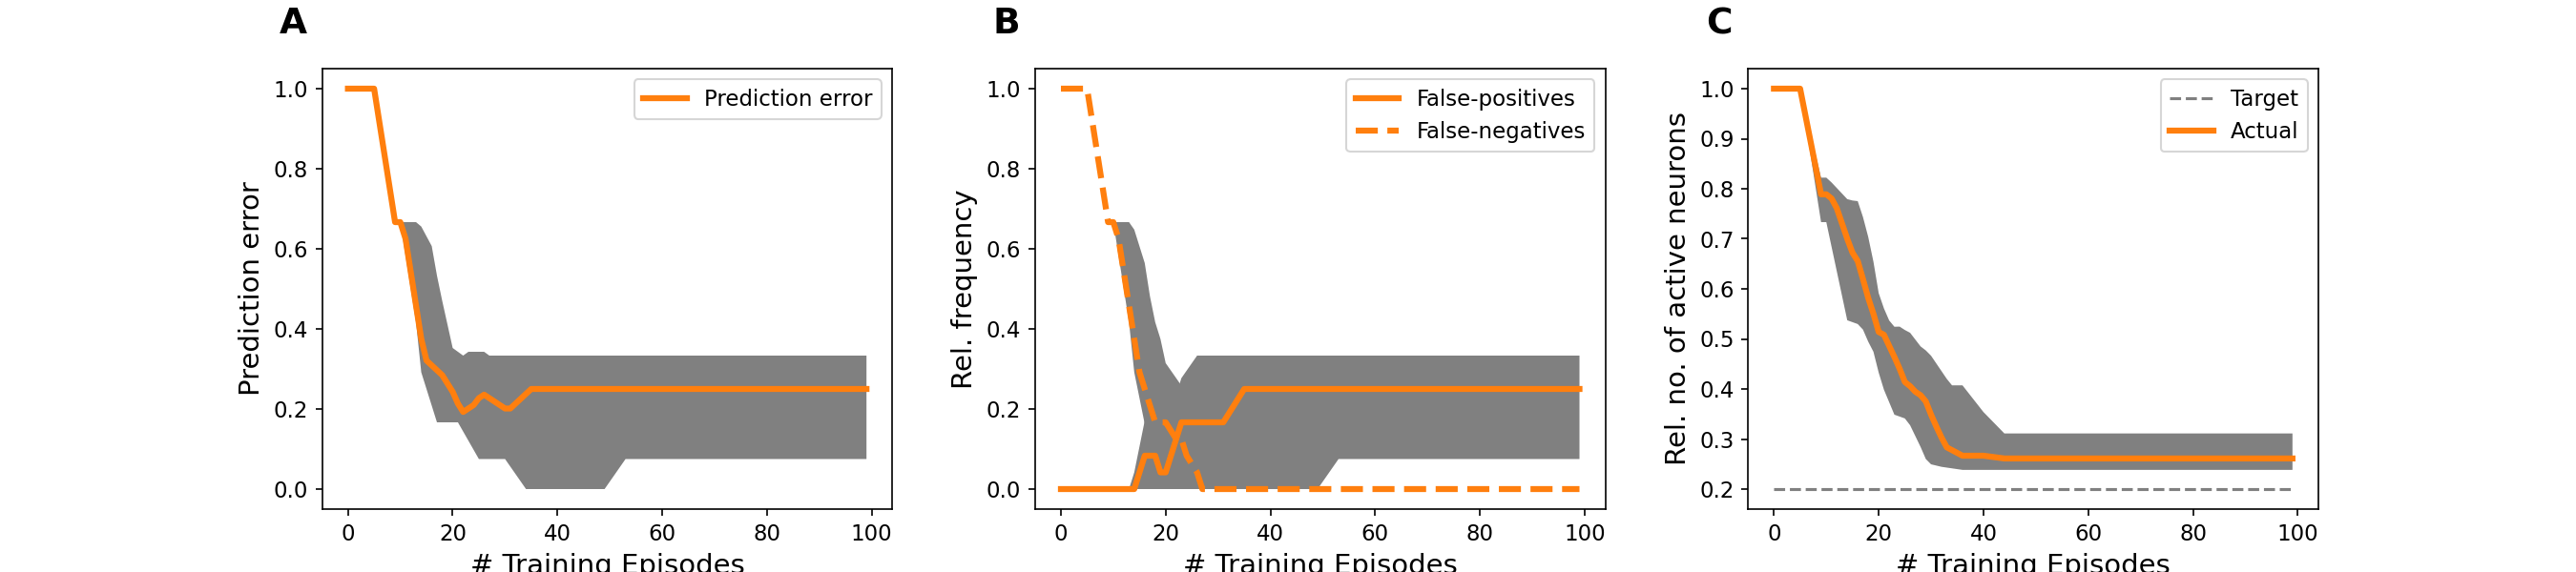 A
Prediction error
1.0
0.8
0.6
0.4
0.2
0.0
Prediction error
0 20 40 60 80 100
# Training Episodes
B
Rel. frequency
1.0
0.8
0.6
0.4
0.2
0.0
False-positives
False-negatives
0 20 40 60 80 100
# Training Episodes
C
Rel. no. of active neurons
1.0
0.9
0.8
0.7
0.6
0.5
0.4
0.3
0.2
Target
Actual
0 20 40 60 80 100
# Training Episodes